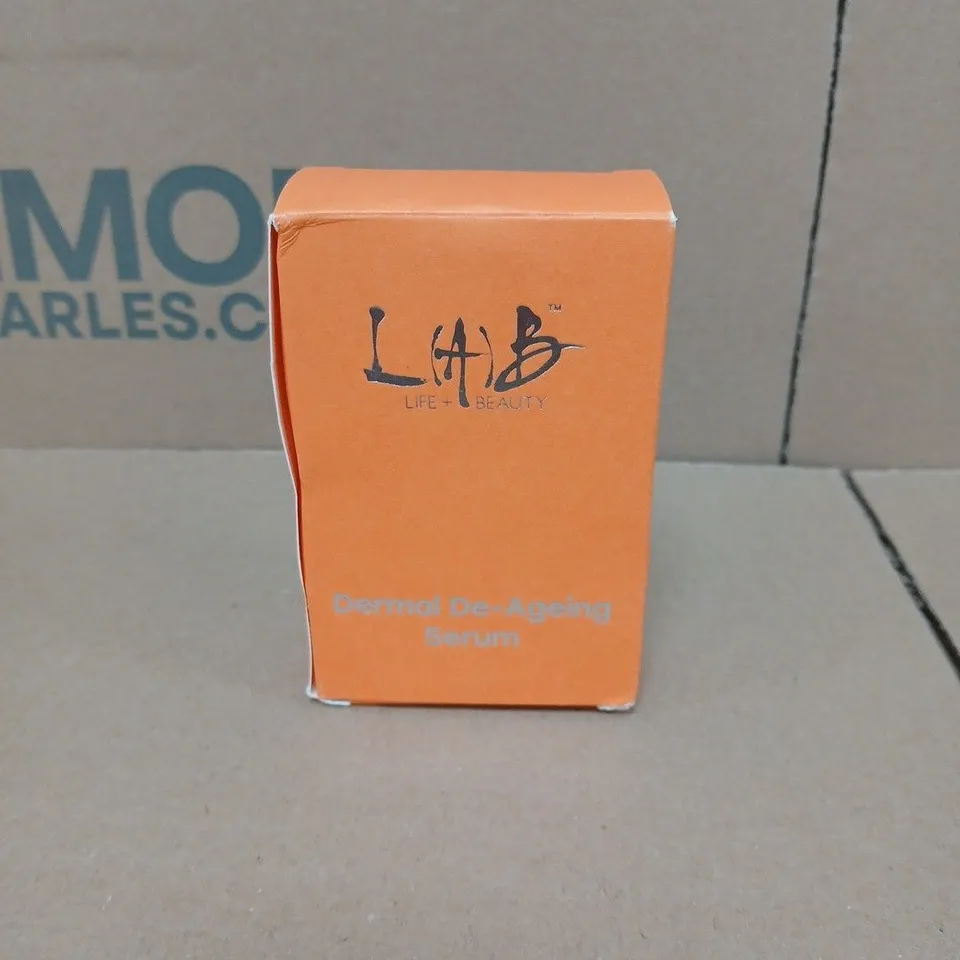 MO
ARLES.C
L(A)B™
LIFE + BEAUTY
Dermal De-Ageing
Serum